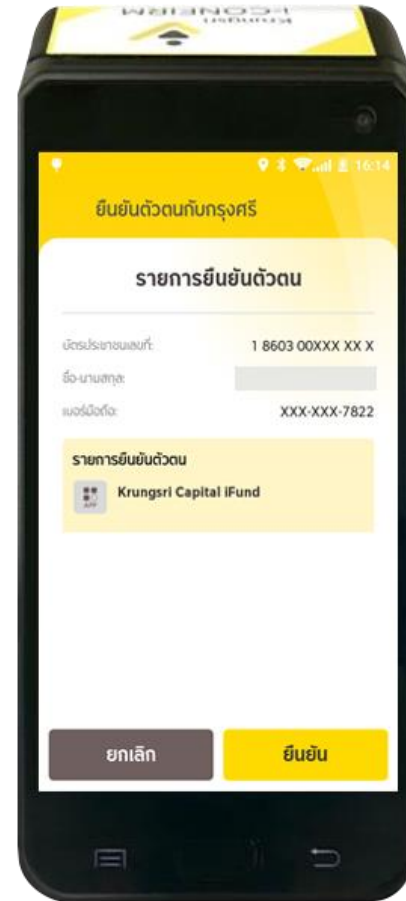 Krungsri
i-CONFIRM
16:14
ยืนยันตัวตนกับกรุงศรี
รายการยืนยันตัวตน
บัตรประชาชนเลขที่: 1 8603 00XXX XX X
ชื่อ-นามสกุล:
เบอร์มือถือ: XXX-XXX-7822
รายการยืนยันตัวตน
APP
Krungsri Capital iFund
ยกเลิก ยืนยัน